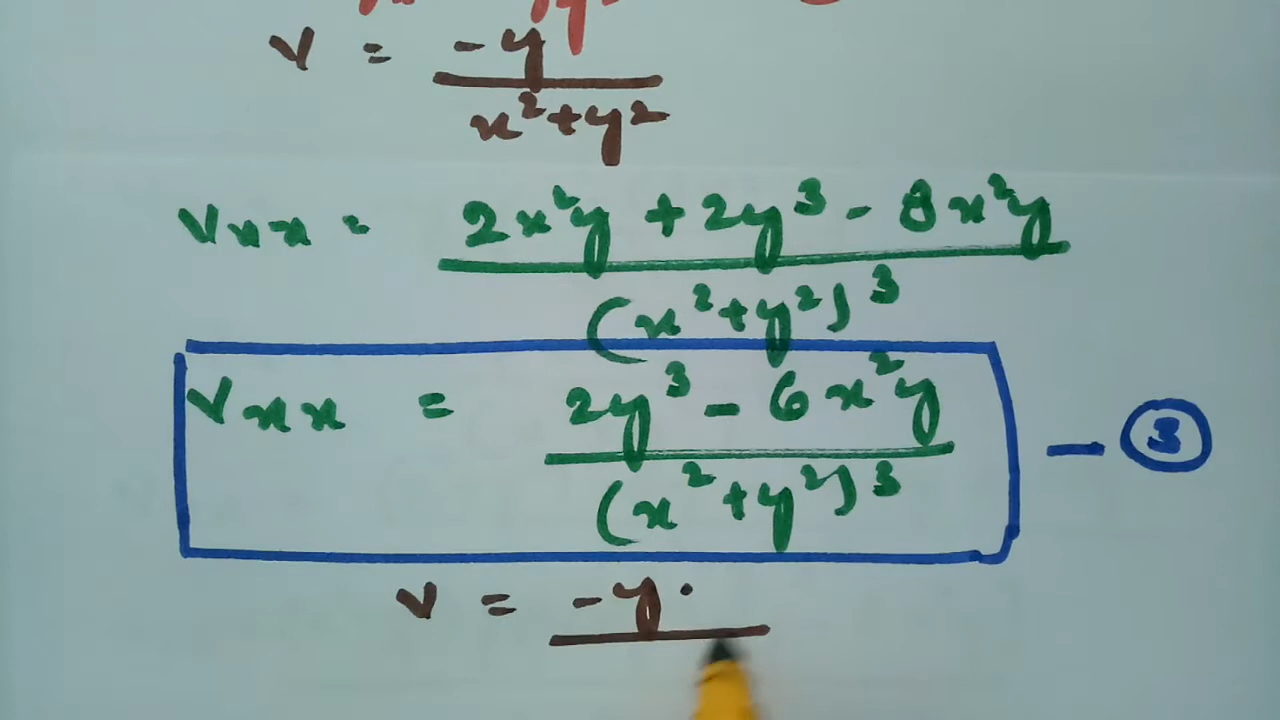 v = -y / x²+y²
vxx = 2x²y + 2y³ - 8x²y / (x²+y²)³
vxx = 2y³ - 6x²y / (x²+y²)³ — ③
v = -y